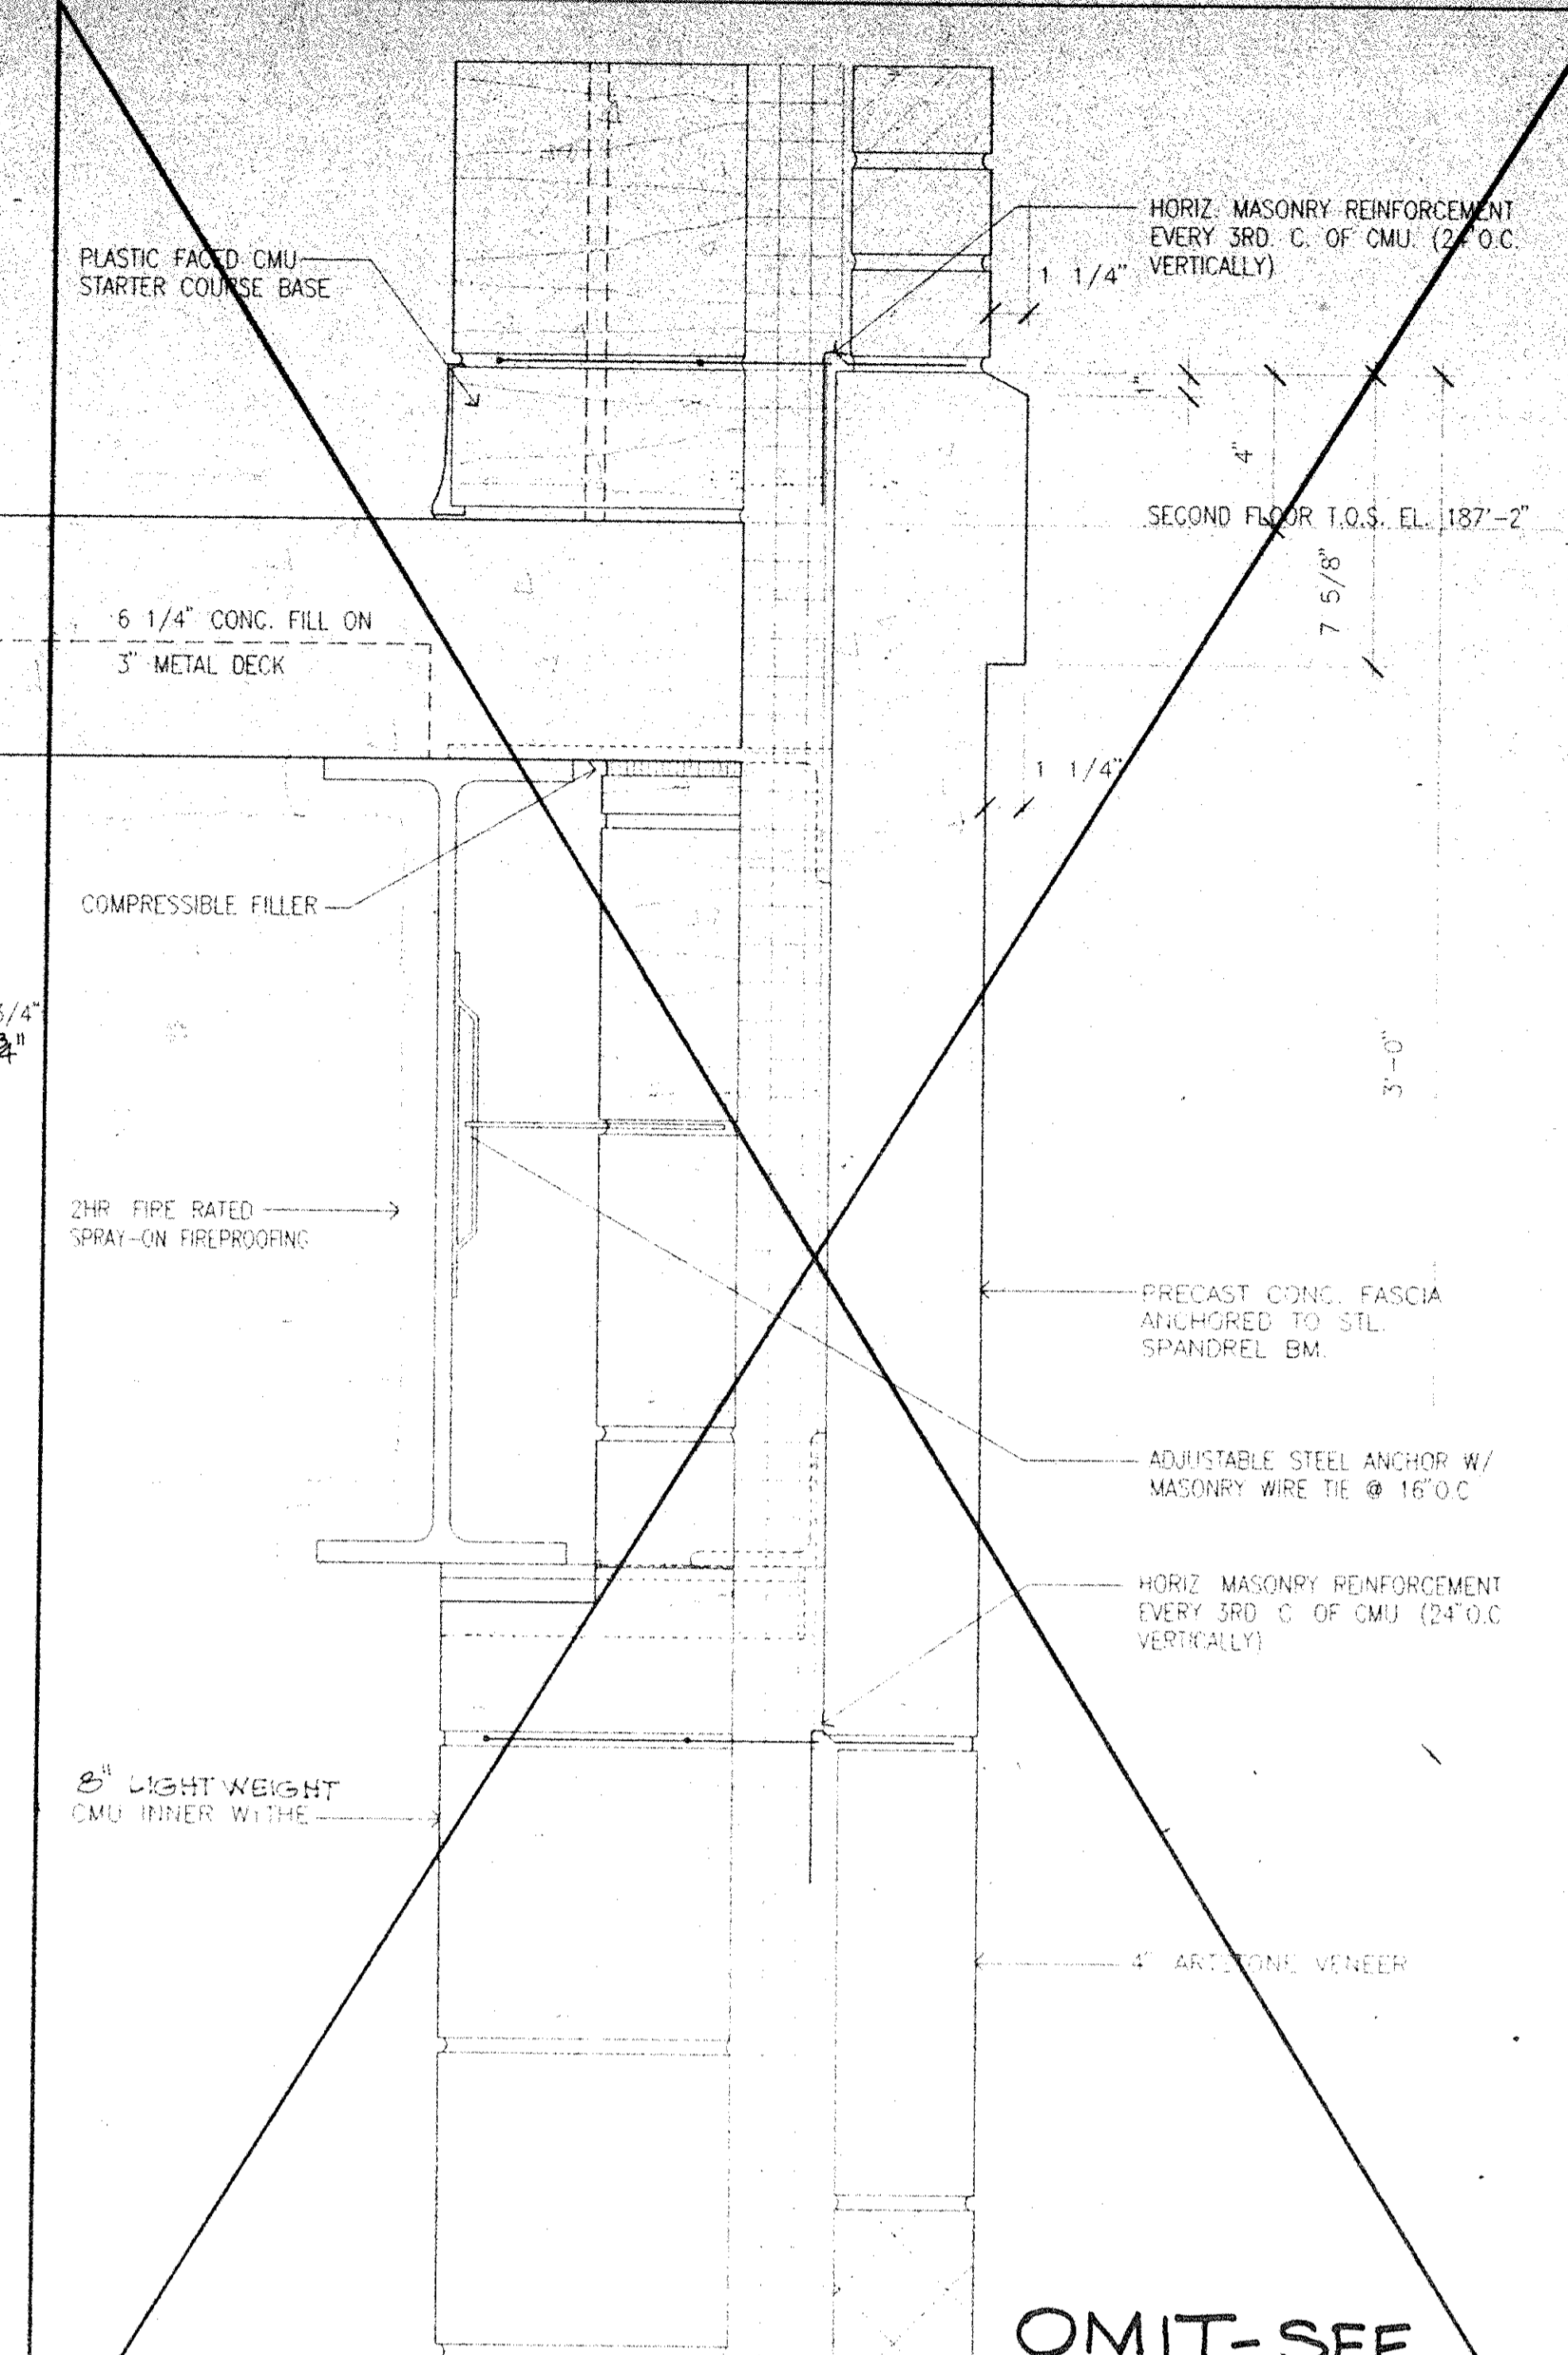 HORIZ. MASONRY REINFORCEMENT
EVERY 3RD. C. OF CMU. (24"O.C.
VERTICALLY)
PLASTIC FACED CMU
STARTER COURSE BASE
1 1/4"
1"
4"
SECOND FLOOR T.O.S. EL. 187'-2"
7 5/8"
6 1/4" CONC. FILL ON
3" METAL DECK
1 1/4"
COMPRESSIBLE FILLER
3/4"
3'-0"
2HR FIRE RATED
SPRAY-ON FIREPROOFING
PRECAST CONC. FASCIA
ANCHORED TO STL.
SPANDREL BM.
ADJUSTABLE STEEL ANCHOR W/
MASONRY WIRE TIE @ 16"O.C
HORIZ MASONRY REINFORCEMENT
EVERY 3RD C OF CMU (24"O.C
VERTICALLY)
8" LIGHT WEIGHT
CMU INNER WYTHE
4" ARTSTONE VENEER
OMIT-SEE